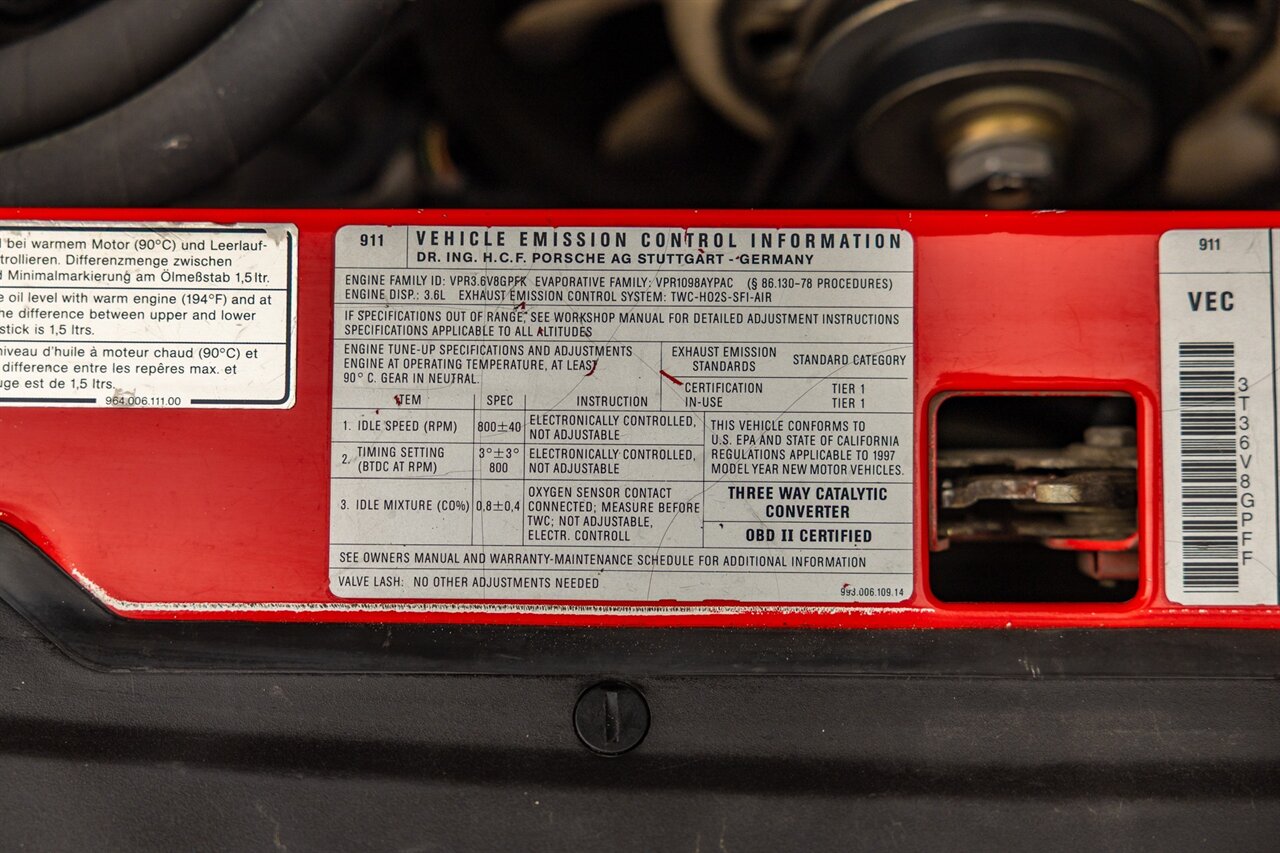 bei warmem Motor (90°C) und Leerlauf-
trollieren. Differenzmenge zwischen
Minimalmarkierung am Ölmeßstab 1,5 ltr.
oil level with warm engine (194°F) and at
he difference between upper and lower
stick is 1,5 ltrs.
niveau d'huile à moteur chaud (90°C) et
différence entre les repêres max. et
uge est de 1,5 ltrs.
964.006.111.00
911 VEHICLE EMISSION CONTROL INFORMATION
DR. ING. H.C.F. PORSCHE AG STUTTGART - GERMANY
ENGINE FAMILY ID: VPR3.6V8GPFK EVAPORATIVE FAMILY: VPR1098AYPAC (§ 86.130-78 PROCEDURES)
ENGINE DISP.: 3.6L EXHAUST EMISSION CONTROL SYSTEM: TWC-HO2S-SFI-AIR
IF SPECIFICATIONS OUT OF RANGE, SEE WORKSHOP MANUAL FOR DETAILED ADJUSTMENT INSTRUCTIONS
SPECIFICATIONS APPLICABLE TO ALL ALTITUDES
ENGINE TUNE-UP SPECIFICATIONS AND ADJUSTMENTS
ENGINE AT OPERATING TEMPERATURE, AT LEAST
90° C. GEAR IN NEUTRAL.
EXHAUST EMISSION STANDARDS
STANDARD CATEGORY
CERTIFICATION TIER 1
IN-USE TIER 1
ITEM SPEC INSTRUCTION
1. IDLE SPEED (RPM) 800±40 ELECTRONICALLY CONTROLLED,
NOT ADJUSTABLE
2. TIMING SETTING
(BTDC AT RPM)
3°±3°
800
ELECTRONICALLY CONTROLLED,
NOT ADJUSTABLE
3. IDLE MIXTURE (CO%) 0,8±0,4
OXYGEN SENSOR CONTACT
CONNECTED; MEASURE BEFORE
TWC; NOT ADJUSTABLE,
ELECTR. CONTROLL
THIS VEHICLE CONFORMS TO
U.S. EPA AND STATE OF CALIFORNIA
REGULATIONS APPLICABLE TO 1997
MODEL YEAR NEW MOTOR VEHICLES.
THREE WAY CATALYTIC
CONVERTER
OBD II CERTIFIED
SEE OWNERS MANUAL AND WARRANTY-MAINTENANCE SCHEDULE FOR ADDITIONAL INFORMATION
VALVE LASH: NO OTHER ADJUSTMENTS NEEDED
993.006.109.14
911
VEC
3T36V8GPFF